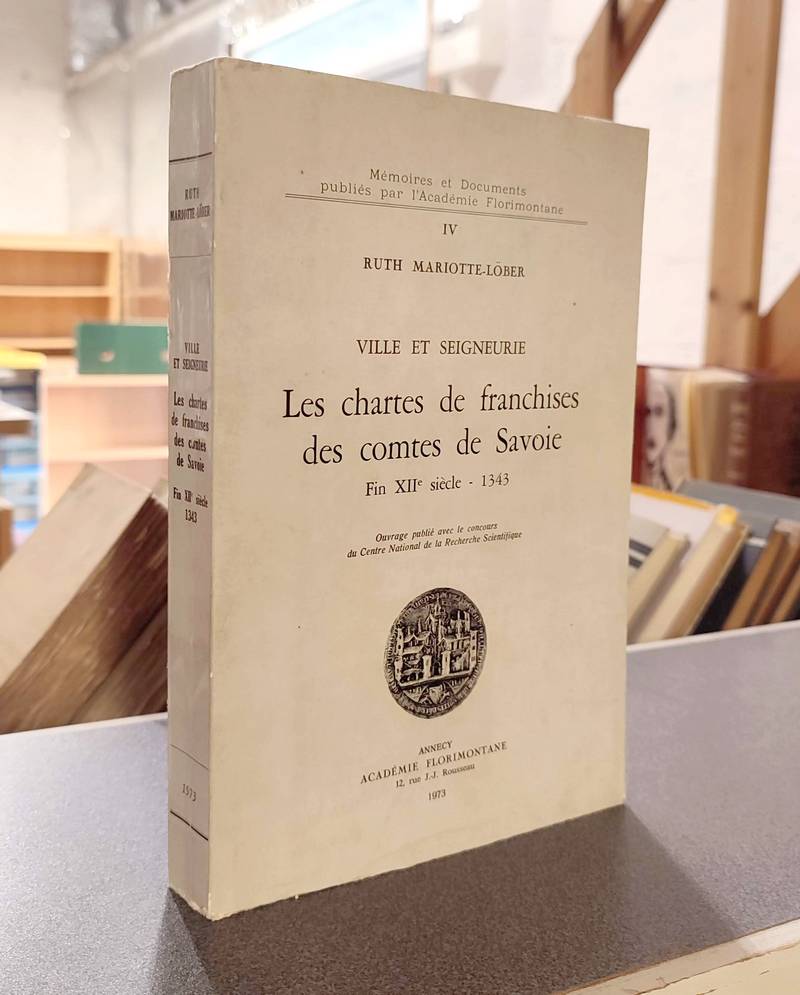 Mémoires et Documents
publiés par l'Académie Florimontane
IV
RUTH MARIOTTE-LÖBER
VILLE ET SEIGNEURIE
Les chartes de franchises
des comtes de Savoie
Fin XIIe siècle - 1343
Ouvrage publié avec le concours
du Centre National de la Recherche Scientifique
ANNECY
ACADÉMIE FLORIMONTANE
12, rue J.-J. Rousseau
1973
RUTH
MARIOTTE-LÖBER
VILLE
ET SEIGNEURIE
Les chartes
de franchises
des comtes
de Savoie
Fin XIIe siècle
1343
1973